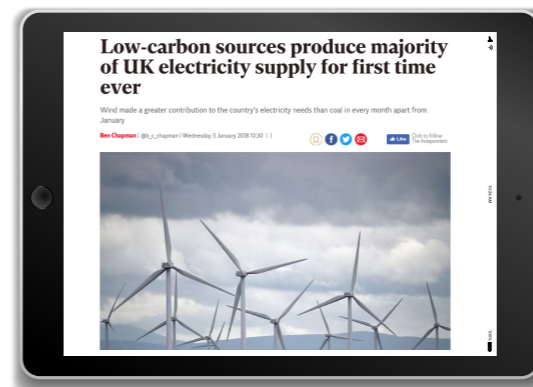 Low-carbon sources produce majority
of UK electricity supply for first time
ever
Wind made a greater contribution to the country's electricity needs than coal in every month apart from
January
Ben Chapman | @b_c_chapman | Wednesday 3 January 2018 10:30 | |
Like
Click to follow
The Independent